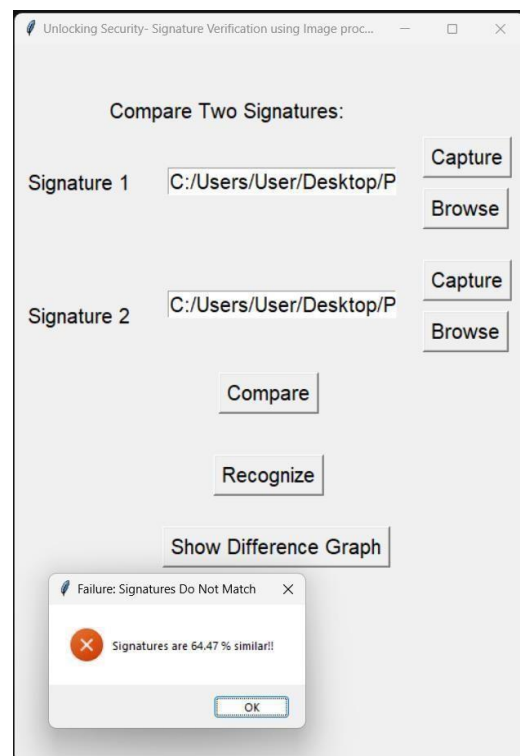 Unlocking Security- Signature Verification using Image proc...
Compare Two Signatures:
Capture
Signature 1
C:/Users/User/Desktop/P
Browse
Capture
Signature 2
C:/Users/User/Desktop/P
Browse
Compare
Recognize
Show Difference Graph
Failure: Signatures Do Not Match
Signatures are 64.47 % similar!!
OK